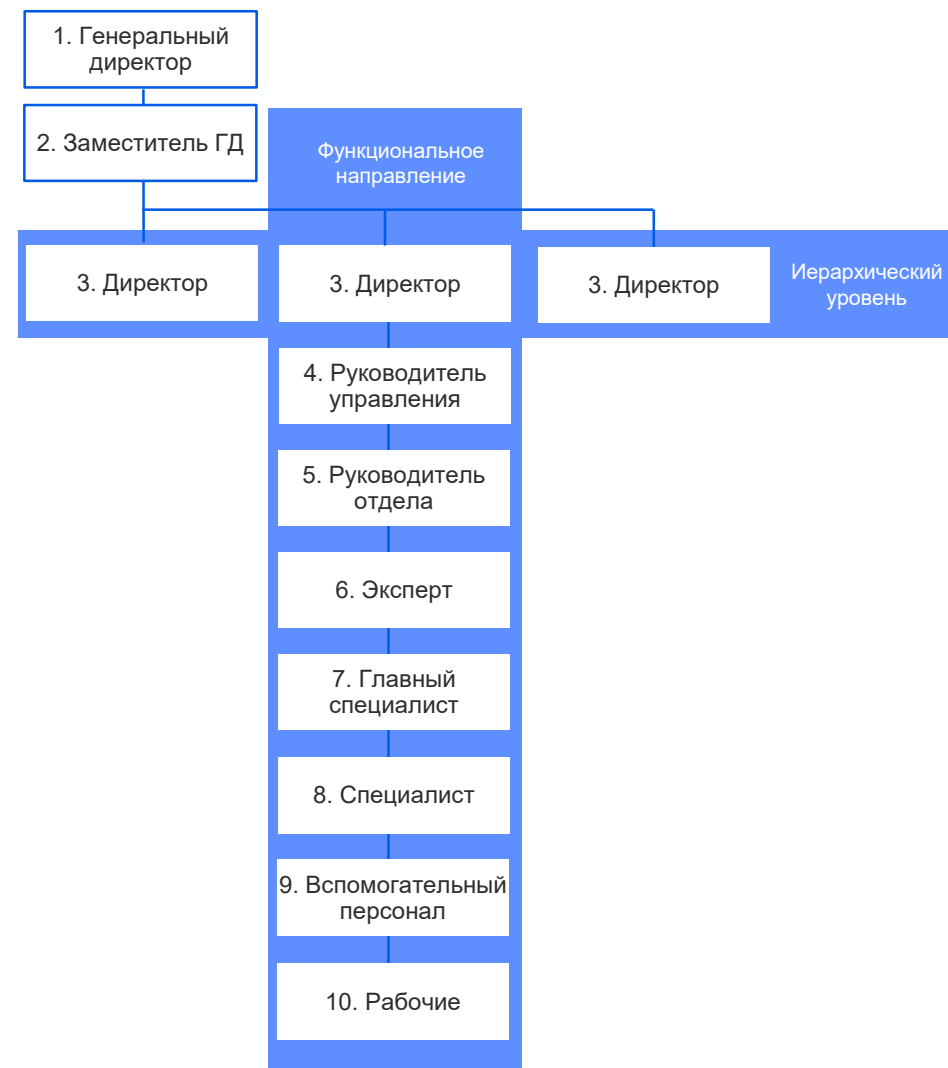 1. Генеральный
директор
2. Заместитель ГД
Функциональное
направление
3. Директор
3. Директор
3. Директор
Иерархический
уровень
4. Руководитель
управления
5. Руководитель
отдела
6. Эксперт
7. Главный
специалист
8. Специалист
9. Вспомогательный
персонал
10. Рабочие